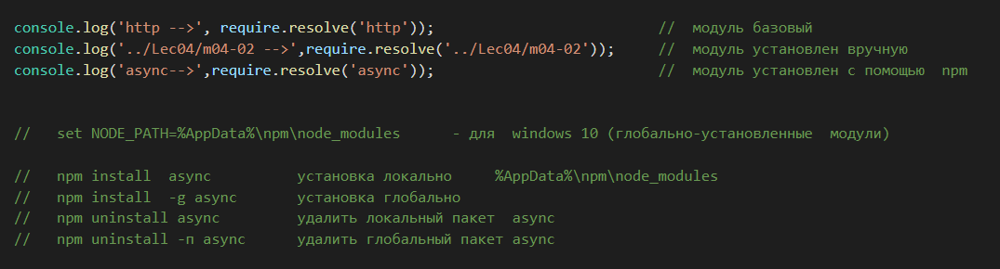 console.log('http -->', require.resolve('http'));                          //  модуль базовый
console.log('../Lec04/m04-02 -->',require.resolve('../Lec04/m04-02'));     //  модуль установлен вручную
console.log('async-->',require.resolve('async'));                          //  модуль установлен с помощью  npm
//   set NODE_PATH=%AppData%\npm\node_modules      - для  windows 10 (глобально-установленные  модули)
//   npm install  async          установка локально     %AppData%\npm\node_modules
//   npm install  -g async       установка глобально
//   npm uninstall async         удалить локальный пакет  async
//   npm uninstall -п async      удалить глобальный пакет async